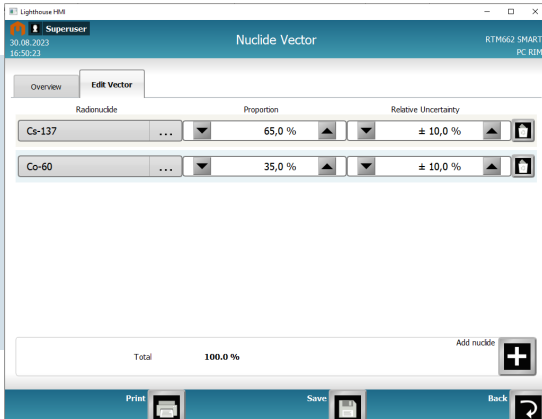 Lighthouse HMI
Superuser
30.08.2023
16:50:23
Nuclide Vector
RTM662 SMART
PC RIM
Overview
Edit Vector
Radionuclide Proportion Relative Uncertainty
Cs-137 ... 65,0 % ± 10,0 %
Co-60 ... 35,0 % ± 10,0 %
Add nuclide
Total 100.0 %
Print Save Back